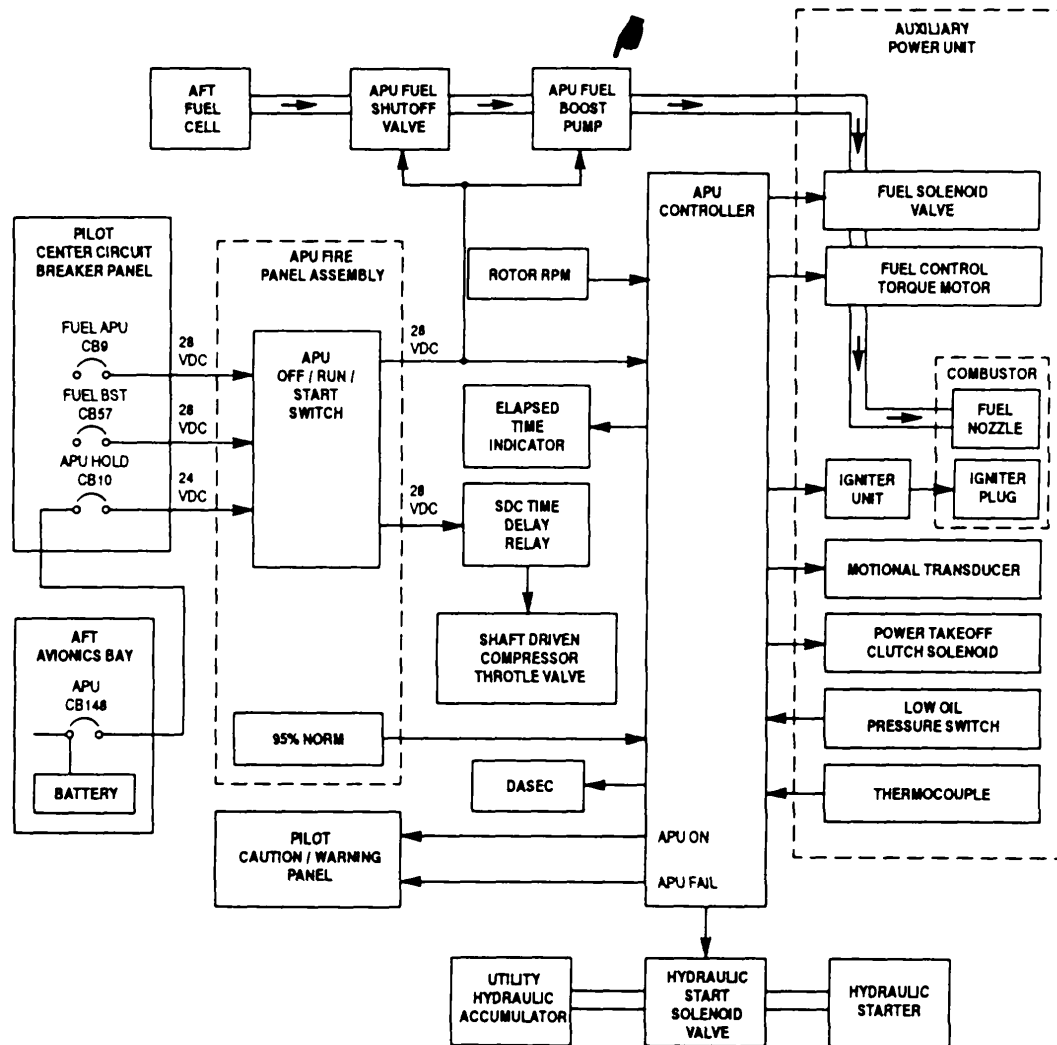 AUXILIARY
POWER UNIT
AFT
FUEL
CELL
APU FUEL
SHUTOFF
VALVE
APU FUEL
BOOST
PUMP
APU
CONTROLLER
FUEL SOLENOID
VALVE
FUEL CONTROL
TORQUE MOTOR
PILOT
CENTER CIRCUIT
BREAKER PANEL
APU FIRE
PANEL ASSEMBLY
ROTOR RPM
FUEL APU
CB9
28
VDC
FUEL BST
CB57
28
VDC
APU HOLD
CB10
24
VDC
APU
OFF / RUN /
START
SWITCH
28
VDC
ELAPSED
TIME
INDICATOR
COMBUSTOR
FUEL
NOZZLE
IGNITER
UNIT
IGNITER
PLUG
28
VDC
SDC TIME
DELAY
RELAY
MOTIONAL TRANSDUCER
AFT
AVIONICS BAY
APU
CB148
BATTERY
SHAFT DRIVEN
COMPRESSOR
THROTLE VALVE
POWER TAKEOFF
CLUTCH SOLENOID
LOW OIL
PRESSURE SWITCH
95% NORM
DASEC
THERMOCOUPLE
PILOT
CAUTION / WARNING
PANEL
APU ON
APU FAIL
UTILITY
HYDRAULIC
ACCUMULATOR
HYDRAULIC
START
SOLENOID
VALVE
HYDRAULIC
STARTER